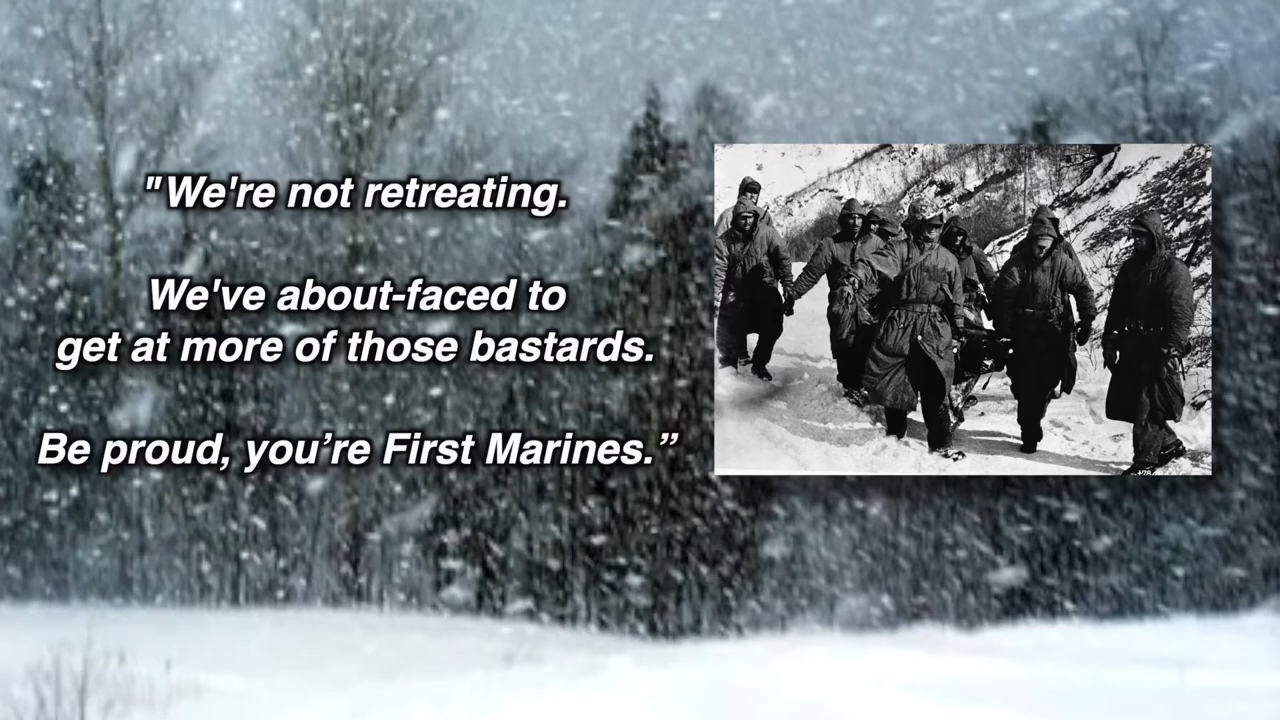 "We're not retreating.
We've about-faced to
get at more of those bastards.
Be proud, you’re First Marines.”